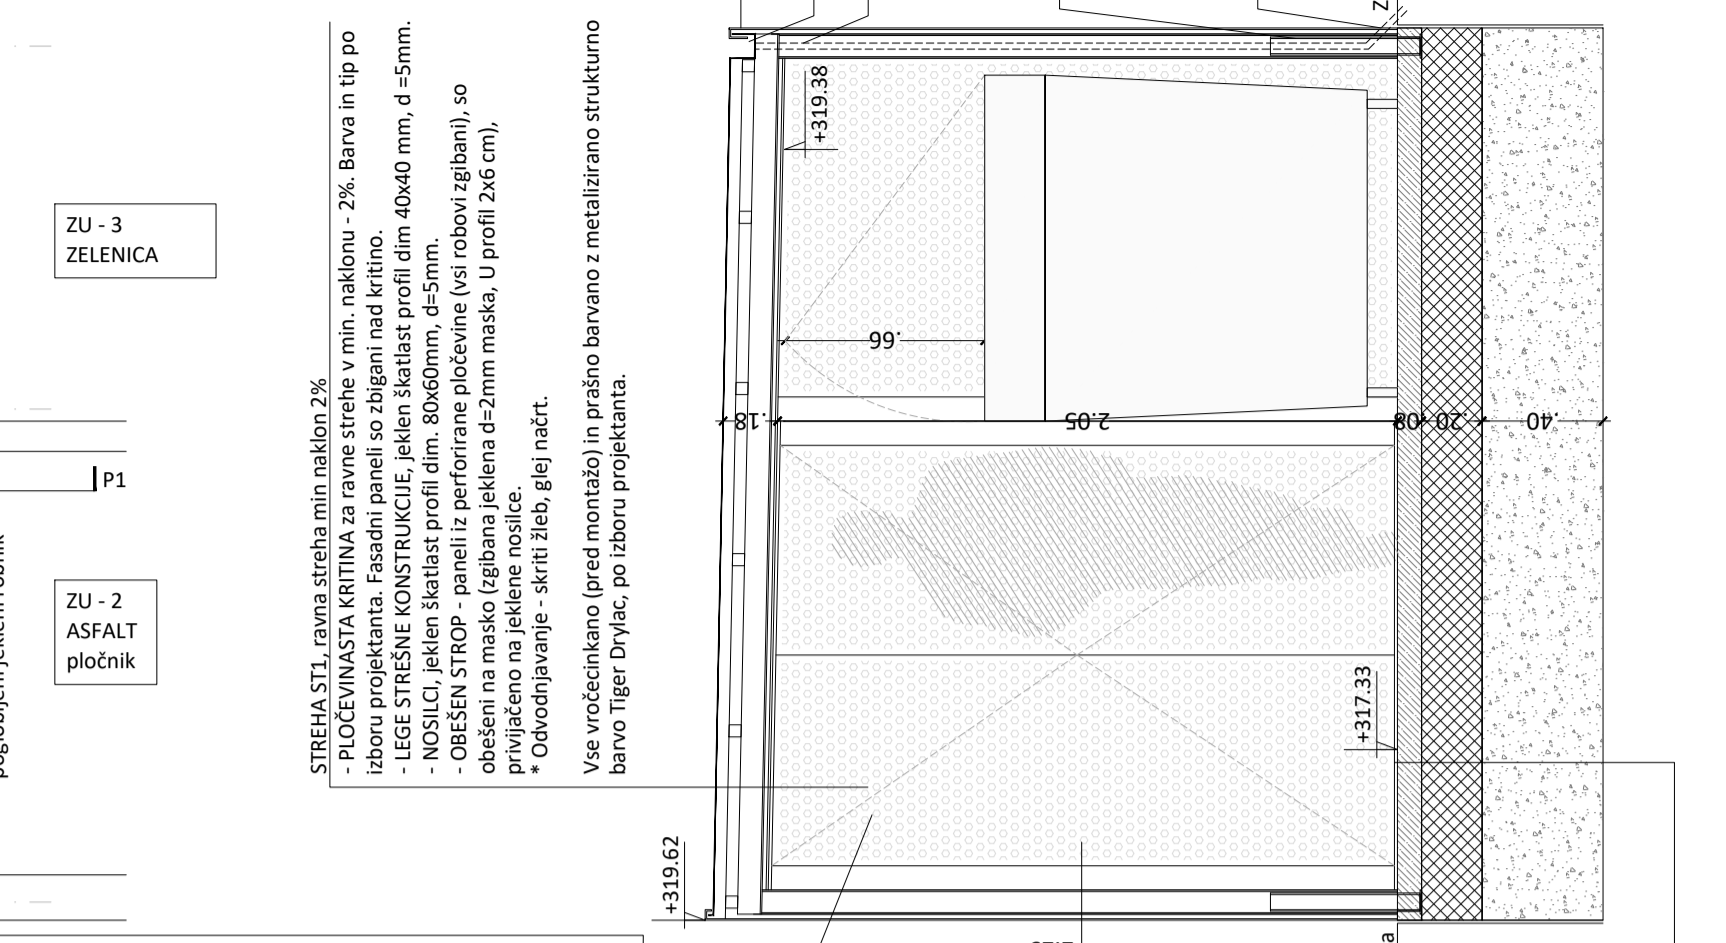 ZU - 3
ZELENICA
P1
ZU - 2
ASFALT
pločnik
STREHA ST1, ravna streha min naklon 2%
- PLOČEVINASTA KRITINA za ravne strehe v min. naklonu - 2%. Barva in tip po
izboru projektanta. Fasadni paneli so zbigani nad kritino.
- LEGE STREŠNE KONSTRUKCIJE, jeklen škatlast profil dim 40x40 mm, d =5mm.
- NOSILCI, jeklen škatlast profil dim. 80x60mm, d=5mm.
- OBEŠEN STROP - paneli iz perforirane pločevine (vsi robovi zgibani), so
obešeni na masko (zgibana jeklena d=2mm maska, U profil 2x6 cm),
privijačeno na jeklene nosilce.
* Odvodnjavanje - skriti žleb, glej načrt.
Vse vročecinkano (pred montažo) in prašno barvano z metalizirano strukturno
barvo Tiger Drylac, po izboru projektanta.
+319.38
.66
.18
2.05
.08
.20
.40
+317.33
+319.62
Z
a